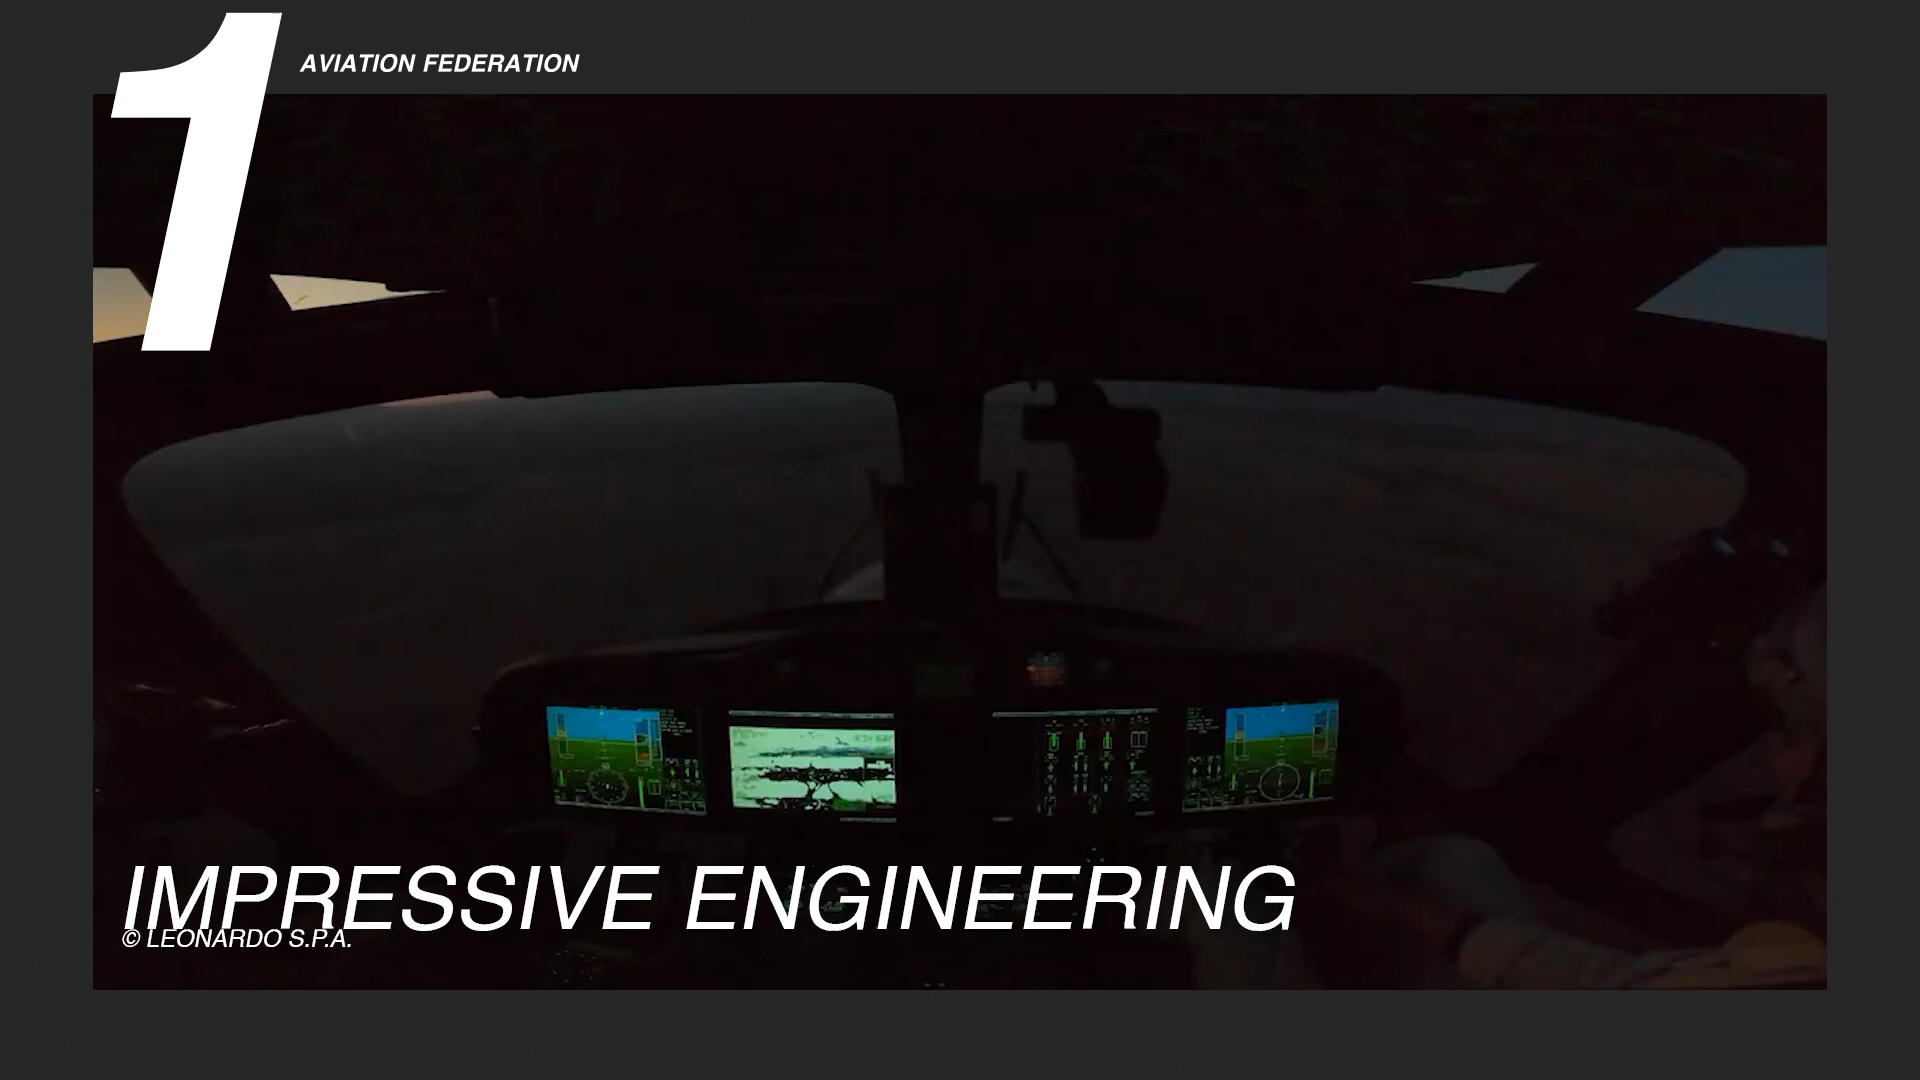 1
AVIATION FEDERATION
IMPRESSIVE ENGINEERING
© LEONARDO S.P.A.